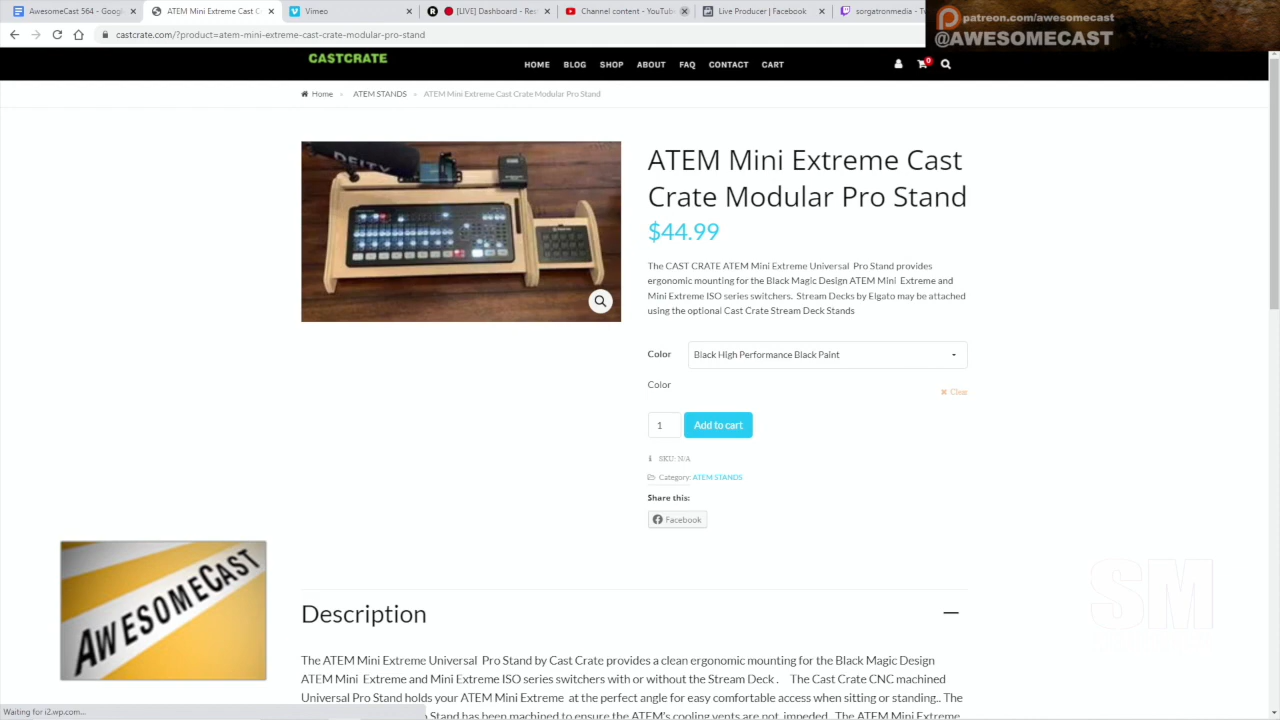 AwesomeCast 564 - Googl
ATEM Mini Extreme Cast C
Vimeo
[LIVE] Dashboard - Res
Channel content - YouTub
Live Producer | Facebook
sorgatronmedia - Tw
castcrate.com/?product=atem-mini-extreme-cast-crate-modular-pro-stand
patreon.com/awesomecast
@AWESOMECAST
CASTCRATE
HOME BLOG SHOP ABOUT FAQ CONTACT CART
0
Home » ATEM STANDS » ATEM Mini Extreme Cast Crate Modular Pro Stand
DEITY
ATEM Mini Extreme Cast
Crate Modular Pro Stand
$44.99
The CAST CRATE ATEM Mini Extreme Universal Pro Stand provides
ergonomic mounting for the Black Magic Design ATEM Mini Extreme and
Mini Extreme ISO series switchers. Stream Decks by Elgato may be attached
using the optional Cast Crate Stream Deck Stands
Color Black High Performance Black Paint
Color
Clear
1 Add to cart
SKU: N/A
Category: ATEM STANDS
Share this:
Facebook
AWESOMECAST
SM
Description
The ATEM Mini Extreme Universal Pro Stand by Cast Crate provides a clean ergonomic mounting for the Black Magic Design
ATEM Mini Extreme and Mini Extreme ISO series switchers with or without the Stream Deck . The Cast Crate CNC machined
Universal Pro Stand holds your ATEM Mini Extreme at the perfect angle for easy comfortable access when sitting or standing.. The
Stand has been machined to ensure the ATEM's cooling vents are not impeded. The ATEM Mini Extreme
Waiting for i2.wp.com...